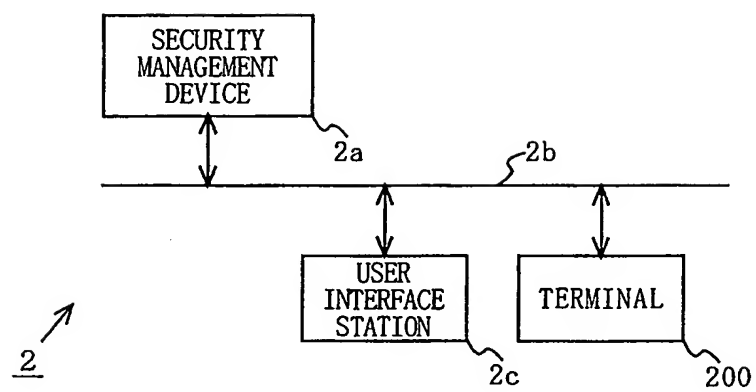 SECURITY
MANAGEMENT
DEVICE
2a
2b
USER
INTERFACE
STATION
TERMINAL
2
2c
200